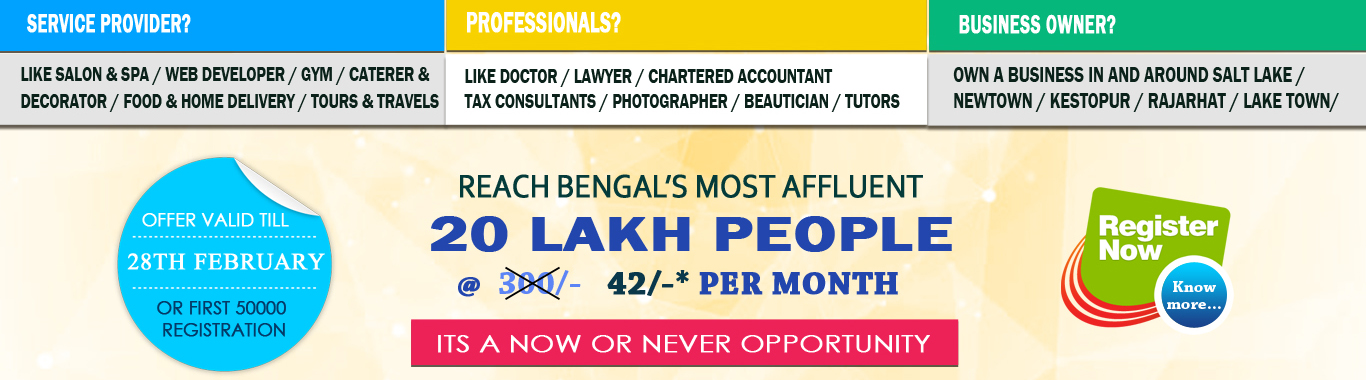 SERVICE PROVIDER?
LIKE SALON & SPA / WEB DEVELOPER / GYM / CATERER &
DECORATOR / FOOD & HOME DELIVERY / TOURS & TRAVELS
PROFESSIONALS?
LIKE DOCTOR / LAWYER / CHARTERED ACCOUNTANT
TAX CONSULTANTS / PHOTOGRAPHER / BEAUTICIAN / TUTORS
BUSINESS OWNER?
OWN A BUSINESS IN AND AROUND SALT LAKE /
NEWTOWN / KESTOPUR / RAJARHAT / LAKE TOWN/
OFFER VALID TILL
28TH FEBRUARY
OR FIRST 50000
REGISTRATION
REACH BENGAL'S MOST AFFLUENT
20 LAKH PEOPLE
@ 300/- 42/-* PER MONTH
ITS A NOW OR NEVER OPPORTUNITY
Register
Now
Know
more...